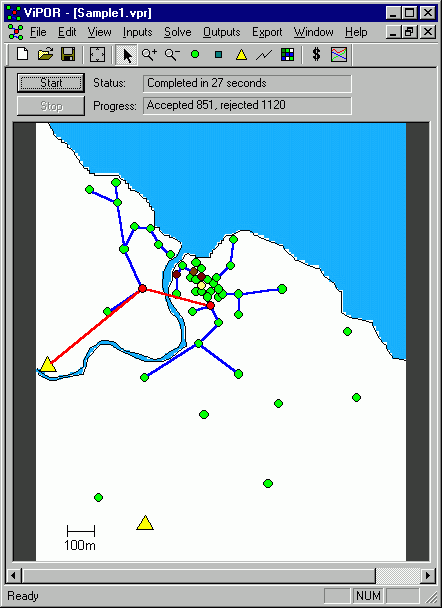 ViPOR - [Sample1.vpr]
File Edit View Inputs Solve Outputs Export Window Help
$
Start Status: Completed in 27 seconds
Stop Progress: Accepted 851, rejected 1120
100m
Ready NUM